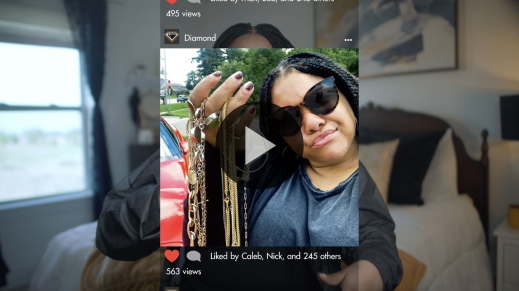 495 views
Diamond
...
Liked by Caleb, Nick, and 245 others
563 views